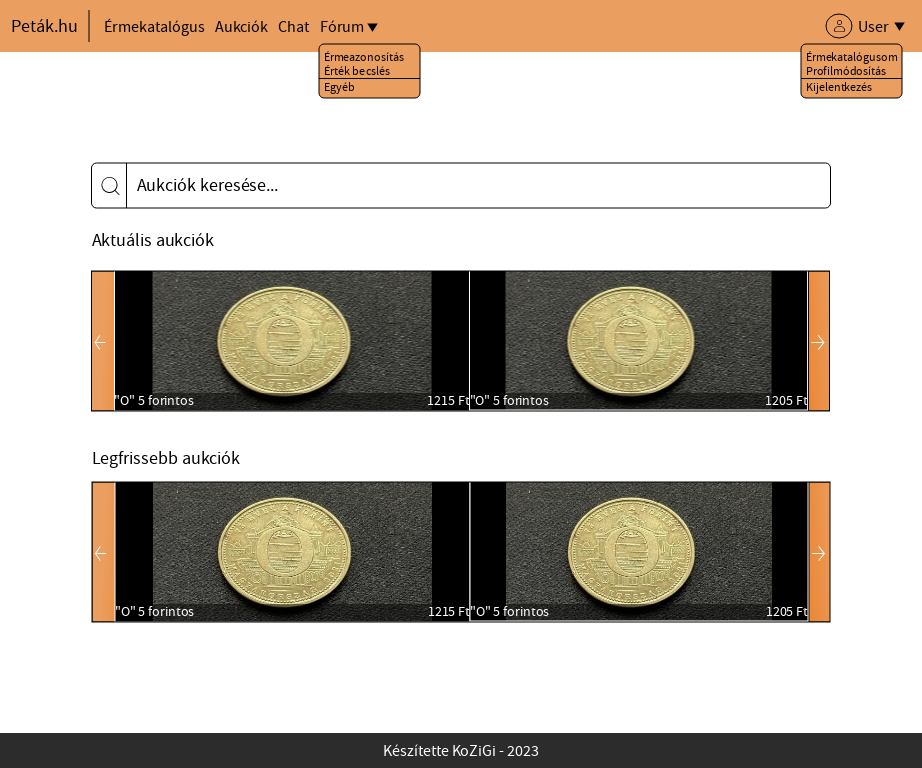 Peták.hu Érmekatalógus Aukciók Chat Fórum User
Érmeazonosítás
Érték becslés
Egyéb
Érmekatalógusom
Profilmódosítás
Kijelentkezés
Aukciók keresése...
Aktuális aukciók
"O" 5 forintos 1215 Ft
"O" 5 forintos 1205 Ft
Legfrissebb aukciók
"O" 5 forintos 1215 Ft
"O" 5 forintos 1205 Ft
Készítette KoZiGi - 2023